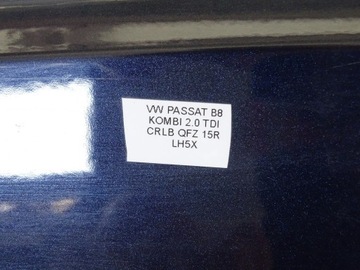 VW PASSAT B8
KOMBI 2.0 TDI
CRLB QFZ 15R
LH5X